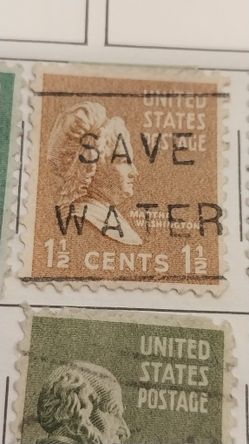 UNITED
STATES
POSTAGE
SAVE
MARTHA
WASHINGTON
WATER
1½ CENTS 1½
UNITED
STATES
POSTAGE